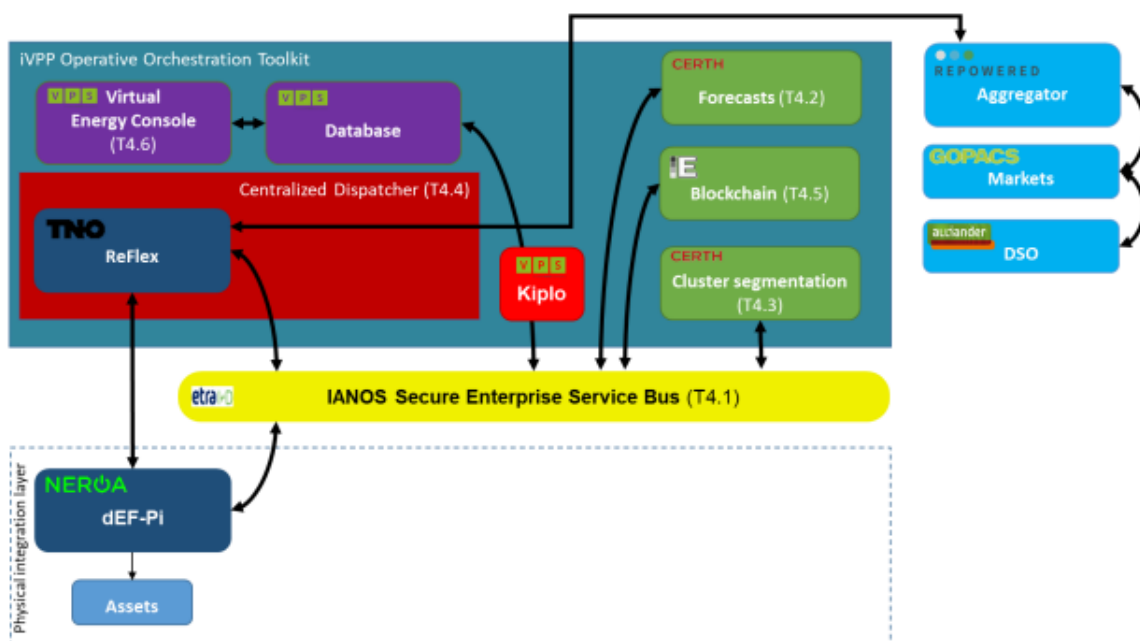 iVPP Operative Orchestration Toolkit
VPS Virtual
Energy Console
(T4.6)
VPS
Database
CERTH
Forecasts (T4.2)
REPOWERED
Aggregator
GOPACS
Markets
alliander
DSO
Centralized Dispatcher (T4.4)
TNO
ReFlex
iE
Blockchain (T4.5)
VPS
Kiplo
CERTH
Cluster segmentation
(T4.3)
etra I+D
IANOS Secure Enterprise Service Bus (T4.1)
Physical integration layer
NEROA
dEF-Pi
Assets